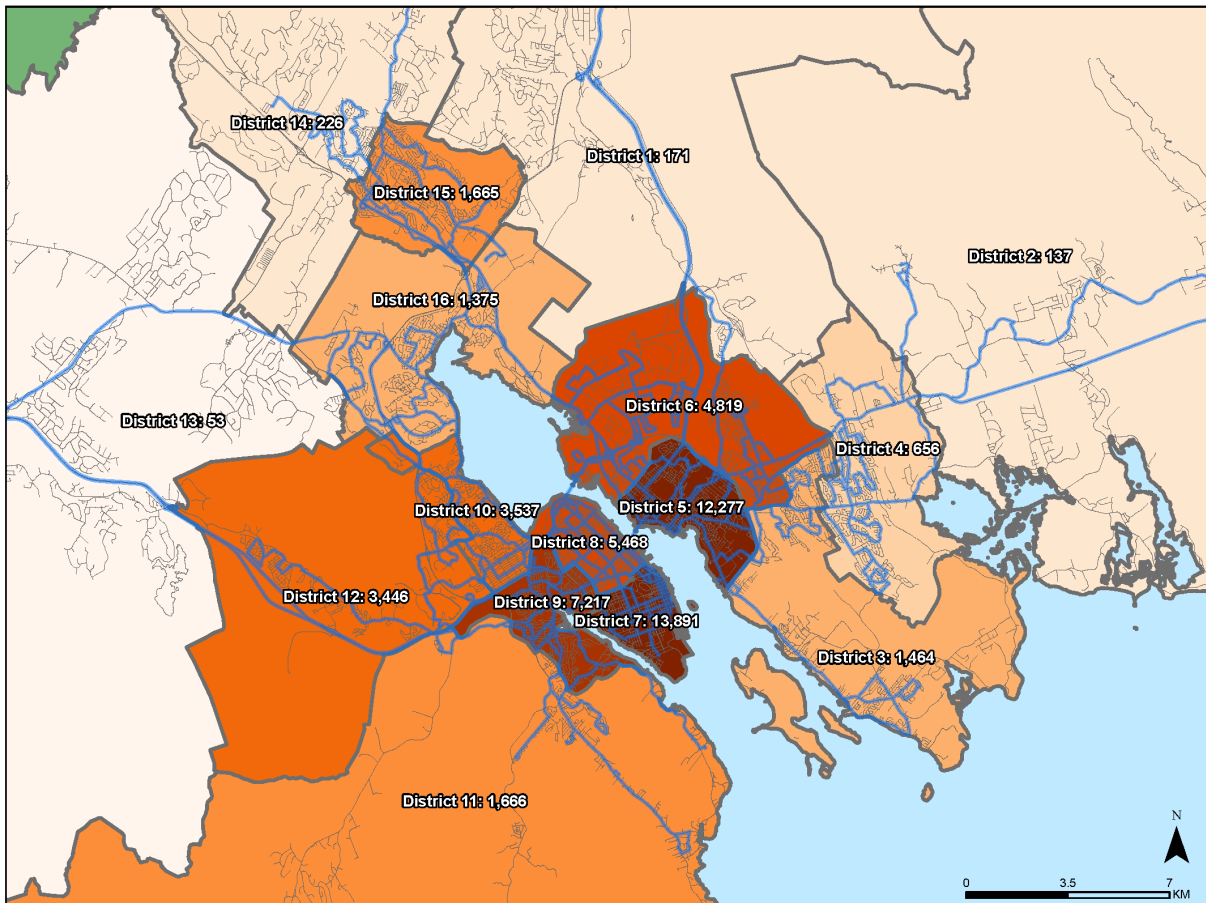 District 14: 226
District 1: 171
District 15: 1,665
District 2: 137
District 16: 1,375
District 6: 4,819
District 13: 53
District 4: 656
District 10: 3,537
District 5: 12,277
District 8: 5,468
District 12: 3,446
District 9: 7,217
District 7: 13,891
District 3: 1,464
District 11: 1,666
N
0 3.5 7
KM